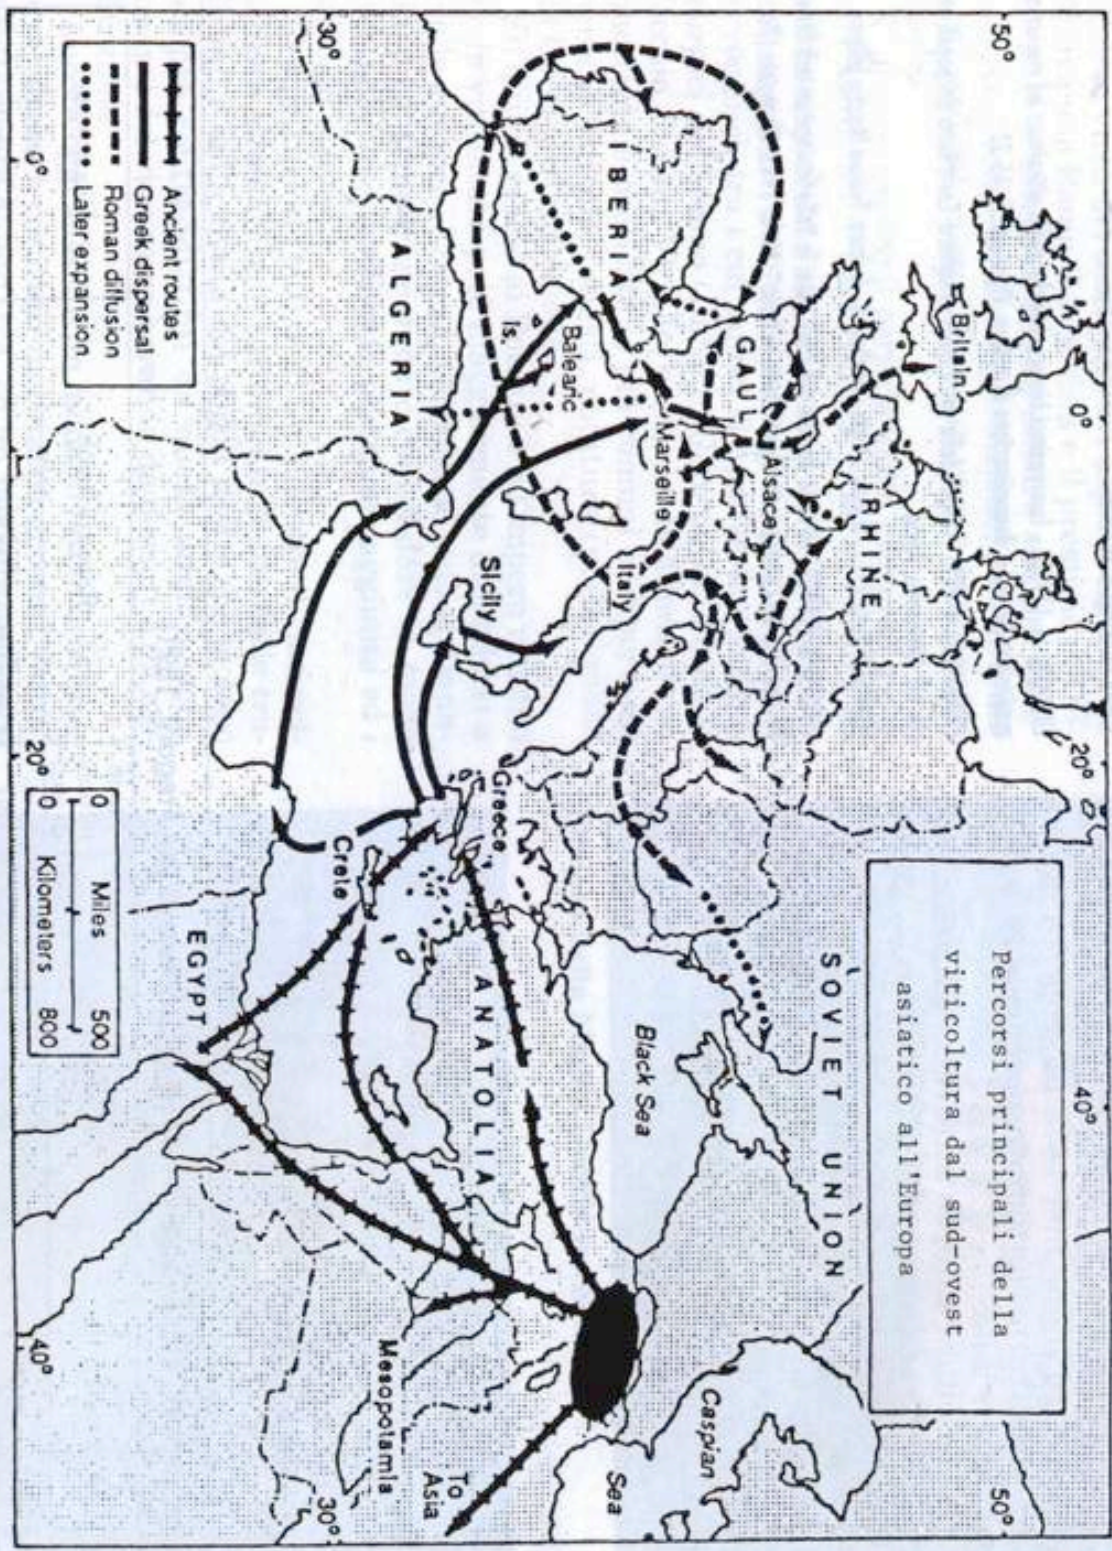 Percorsi principali della
viticoltura dal sud-ovest
asiatico all'Europa
50°
0°
20°
40°
50°
Britain
RHINE
SOVIET UNION
GAUL
Alsace
Marseille
IBERIA
Balearic
Is.
Italy
Sicily
Greece
Crete
Black Sea
Caspian
Sea
ANATOLIA
ALGERIA
EGYPT
Mesopotamia
To
Asia
30°
0°
20°
40°
30°
Ancient routes
Greek dispersal
Roman diffusion
Later expansion
0 Miles 500
0 Kilometers 800